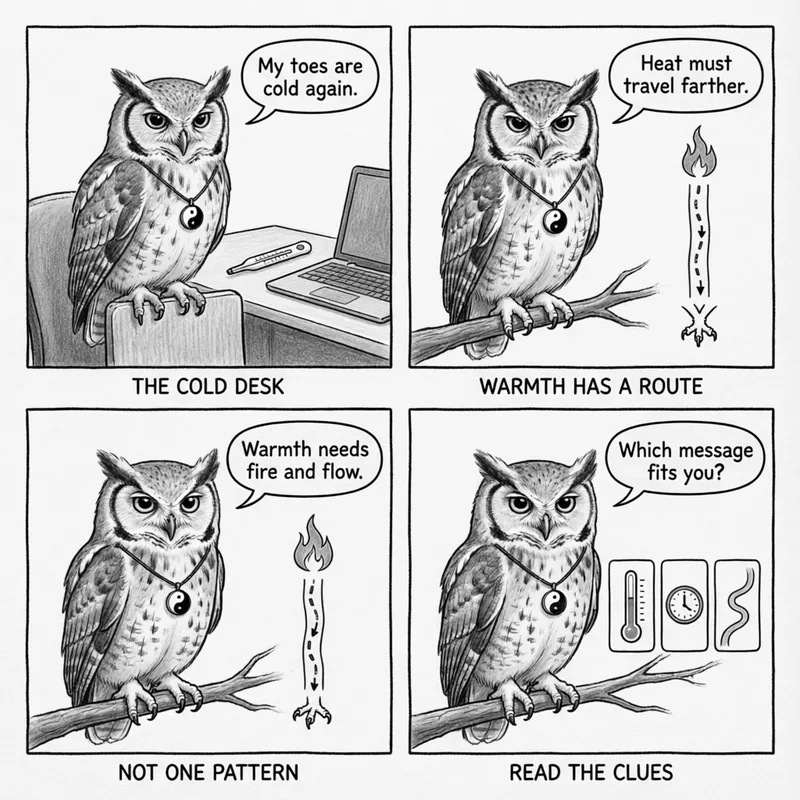 My toes are
cold again.
THE COLD DESK
Heat must
travel farther.
WARMTH HAS A ROUTE
Warmth needs
fire and flow.
NOT ONE PATTERN
Which message
fits you?
READ THE CLUES